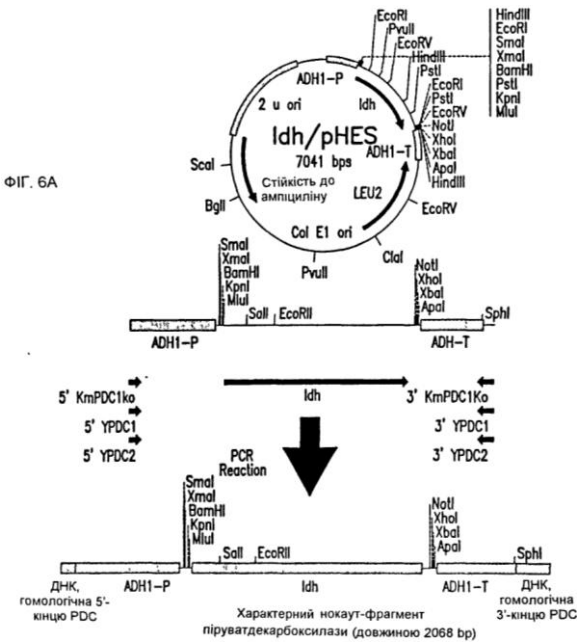 ФІГ. 6A
EcoRI
PvuII
EcoRV
HindIII
PstI
EcoRI
PstI
EcoRV
NotI
XhoI
XbaI
ApaI
HindIII
HindIII
EcoRI
SmaI
XmaI
BamHI
PstI
KpnI
MluI
ADH1-P
2 u ori
ldh
ldh/pHES
7041 bps
ADH1-T
Стійкість до
ампіциліну
LEU2
ScaI
BglI
EcoRV
Col E1 ori
ClaI
PvuII
SmaI
XmaI
BamHI
KpnI
MluI
SalI
EcoRII
NotI
XhoI
XbaI
ApaI
SphI
ADH1-P
ADH-T
ldh
5' KmPDC1ko
5' YPDC1
5' YPDC2
3' KmPDC1Ko
3' YPDC1
3' YPDC2
PCR
Reaction
SmaI
XmaI
BamHI
KpnI
MluI
SalI
EcoRII
NotI
XhoI
XbaI
ApaI
SphI
ДНК,
гомологічна 5'-
кінцю PDC
ADH1-P
ldh
ADH1-T
ДНК,
гомологічна
3'-кінцю PDC
Характерний нокаут-фрагмент
піруватдекарбоксилази (довжиною 2068 bp)